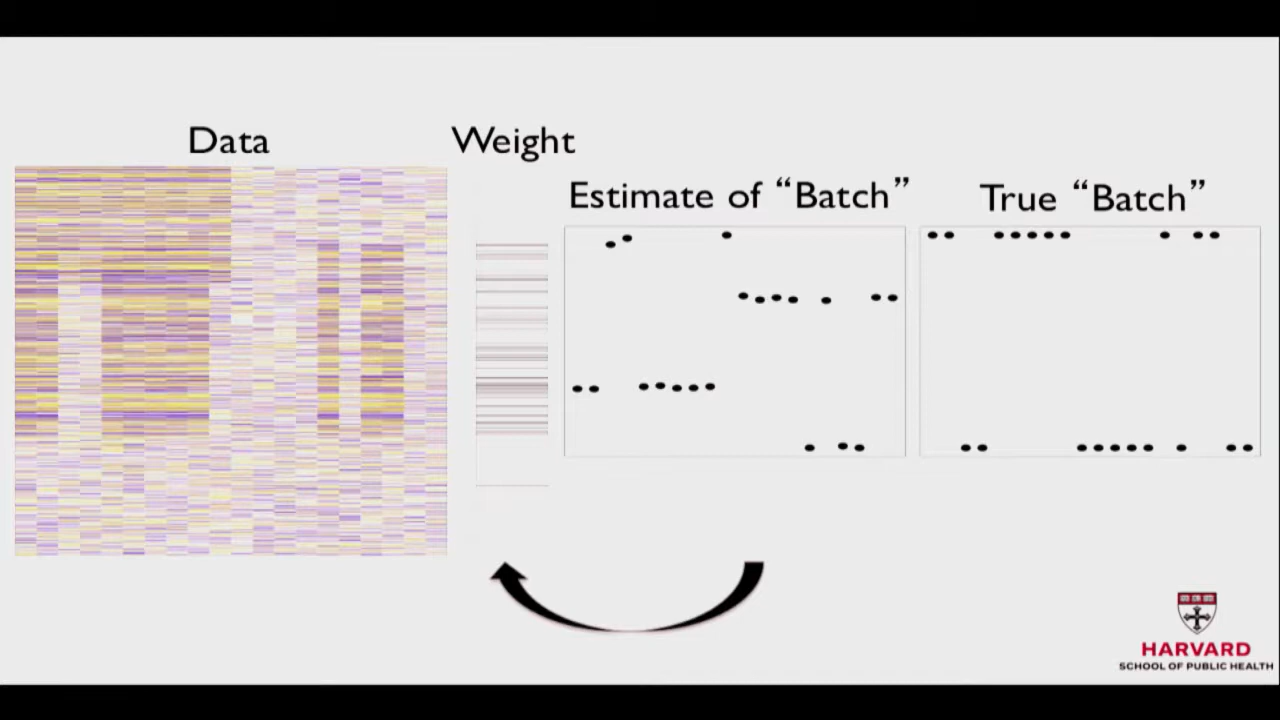 Data
Weight
Estimate of “Batch”
True “Batch”
HARVARD
SCHOOL OF PUBLIC HEALTH